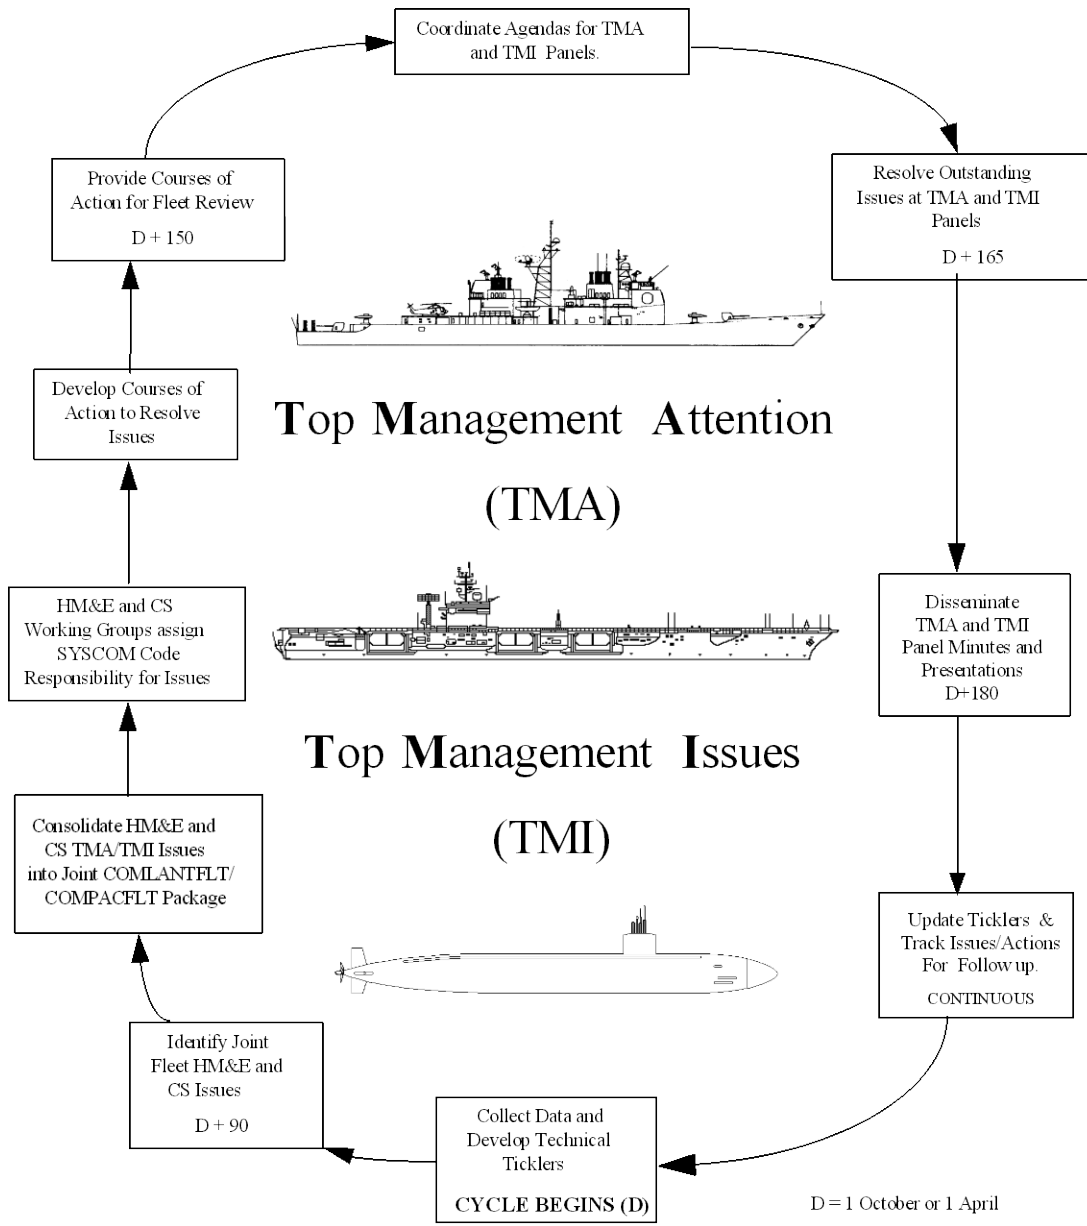 Coordinate Agendas for TMA
and TMI Panels.
Provide Courses of
Action for Fleet Review
D + 150
Resolve Outstanding
Issues at TMA and TMI
Panels
D + 165
Develop Courses of
Action to Resolve
Issues
Top Management Attention
(TMA)
HM&E and CS
Working Groups assign
SYSCOM Code
Responsibility for Issues
Disseminate
TMA and TMI
Panel Minutes and
Presentations
D+180
Top Management Issues
(TMI)
Consolidate HM&E and
CS TMA/TMI Issues
into Joint COMLANTFLT/
COMPACFLT Package
Update Ticklers &
Track Issues/Actions
For Follow up.
CONTINUOUS
Identify Joint
Fleet HM&E and
CS Issues
D + 90
Collect Data and
Develop Technical
Ticklers
CYCLE BEGINS (D)
D = 1 October or 1 April